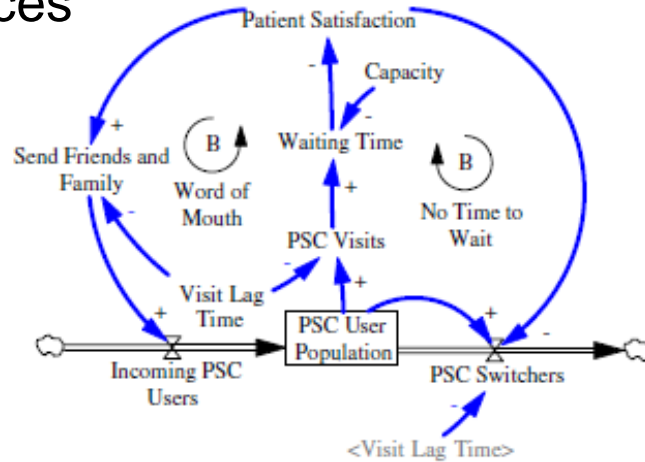 Patient Satisfaction
Capacity
-
-
+
Send Friends and
Family
B
Word of
Mouth
Waiting Time
B
No Time to
Wait
+
-
PSC Visits
-
+
Visit Lag
Time
+
PSC User
Population
+
-
Incoming PSC
Users
PSC Switchers
-
<Visit Lag Time>